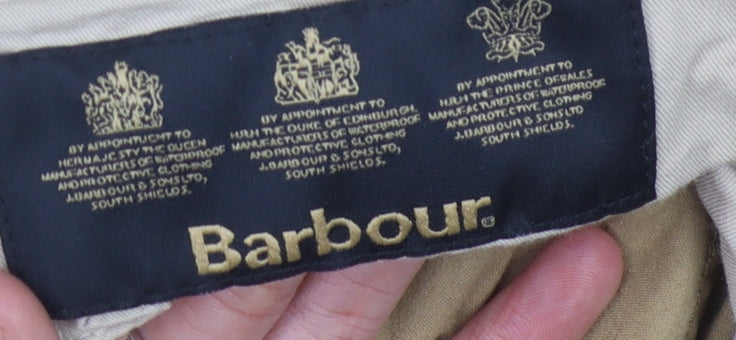 BY APPOINTMENT TO
HER MAJESTY THE QUEEN
MANUFACTURERS OF WATERPROOF
AND PROTECTIVE CLOTHING
J.BARBOUR & SONS LTD,
SOUTH SHIELDS.
BY APPOINTMENT TO
H.R.H THE DUKE OF EDINBURGH.
MANUFACTURERS OF WATERPROOF
AND PROTECTIVE CLOTHING
J.BARBOUR & SONS LTD,
SOUTH SHIELDS.
BY APPOINTMENT TO
H.R.H THE PRINCE OF WALES
MANUFACTURERS OF WATERPROOF
AND PROTECTIVE CLOTHING
J.BARBOUR & SONS LTD
SOUTH SHIELDS.
Barbour